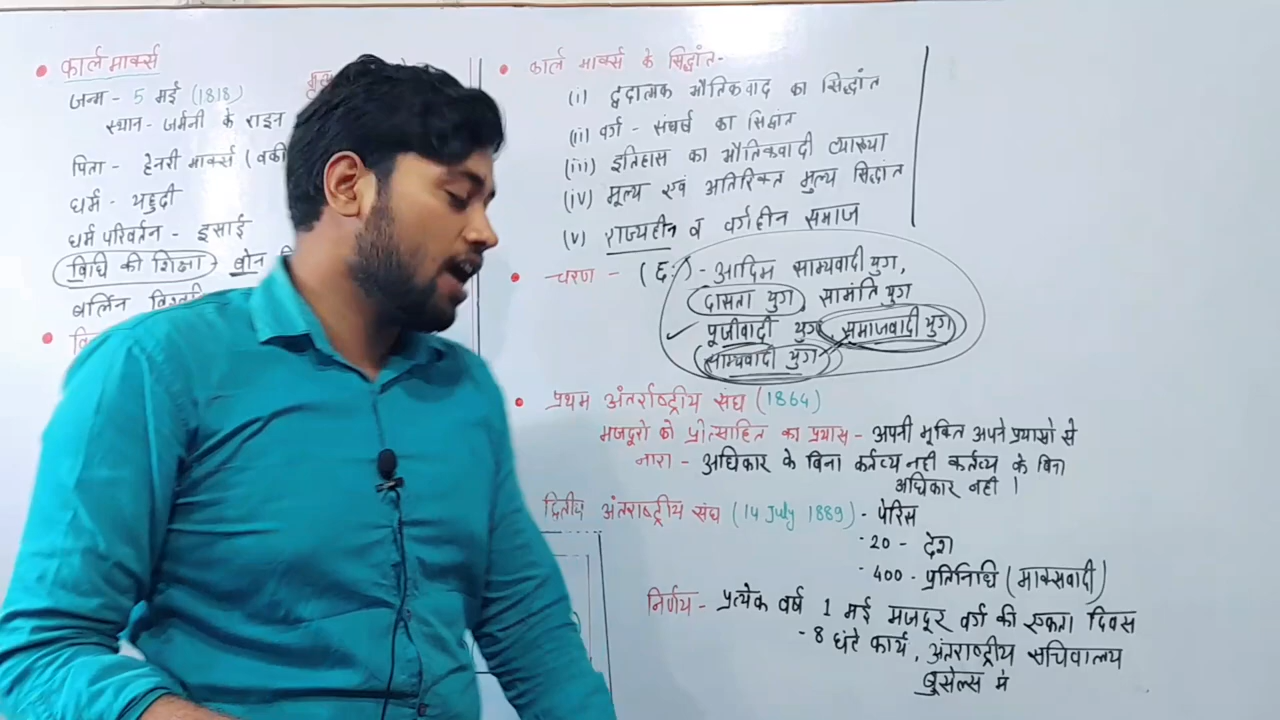 कार्ल मार्क्स
जन्म - 5 मई (1818)
स्थान - जर्मनी के राइन
पिता - हेनरी मार्क्स (वकी
धर्म - यहुदी
धर्म परिवर्तन - इसाई
विधि की शिक्षा - बोन
बर्लिन
कार्ल मार्क्स के सिद्धांत-
(i) द्वदात्मक भौतिकवाद का सिद्धांत
(ii) वर्ग - संघर्ष का सिद्धांत
(iii) इतिहास का भौतिकवादी व्याख्या
(iv) मूल्य एवं अतिरिक्त मुल्य सिद्धांत
(v) राज्यहीन व वर्गहीन समाज
चरण - (6:) - आदिम साम्यवादी युग,
दासता युग, सामंति युग
पूजीवादी युग, समाजवादी युग
साम्यवादी युग
प्रथम अंतर्राष्ट्रीय संघ (1864)
मजदूरो को प्रोत्साहित का प्रयास - अपनी मुक्ति अपने प्रयासो से
नारा - अधिकार के बिना कर्तव्य नही कर्तव्य के बिना
अधिकार नही ।
द्वितीय अंतराष्ट्रीय संघ (14 July 1889) - पेरिस
· 20 - देश
· 400 - प्रतिनिधि (मार्क्सवादी)
निर्णय - प्रत्येक वर्ष 1 मई मजदूर वर्ग की एकता दिवस
- 8 घंटे कार्य, अंतराष्ट्रीय सचिवालय
ब्रुसेल्स मे